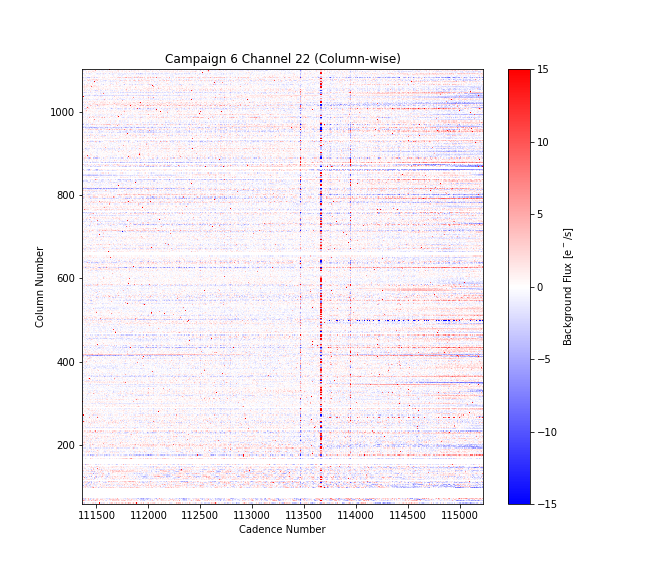 Campaign 6 Channel 22 (Column-wise)
1000
800
600
400
200
Column Number
111500 112000 112500 113000 113500 114000 114500 115000
Cadence Number
15
10
5
0
−5
−10
−15
Background Flux [e⁻/s]